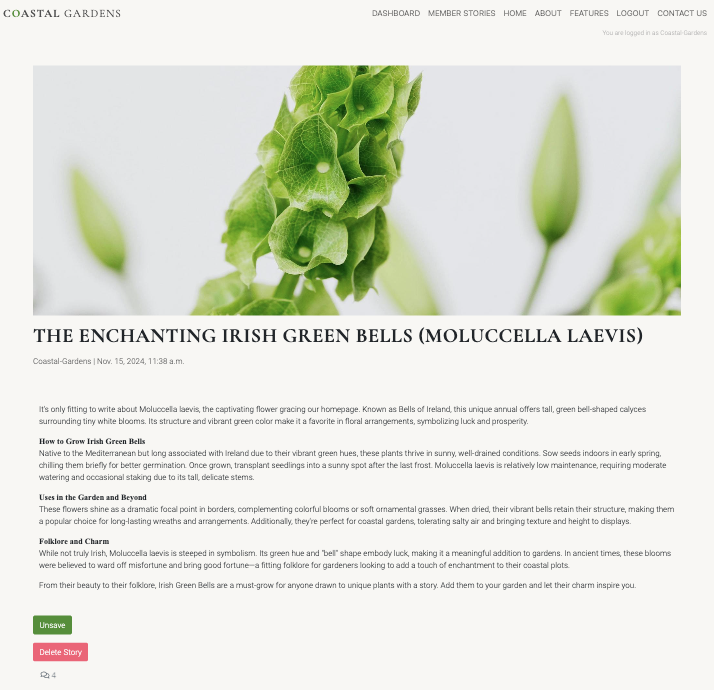 COASTAL GARDENS
DASHBOARD MEMBER STORIES HOME ABOUT FEATURES LOGOUT CONTACT US
You are logged in as Coastal-Gardens
THE ENCHANTING IRISH GREEN BELLS (MOLUCCELLA LAEVIS)
Coastal-Gardens | Nov. 15, 2024, 11:38 a.m.
It's only fitting to write about Moluccella laevis, the captivating flower gracing our homepage. Known as Bells of Ireland, this unique annual offers tall, green bell-shaped calyces
surrounding tiny white blooms. Its structure and vibrant green color make it a favorite in floral arrangements, symbolizing luck and prosperity.
How to Grow Irish Green Bells
Native to the Mediterranean but long associated with Ireland due to their vibrant green hues, these plants thrive in sunny, well-drained conditions. Sow seeds indoors in early spring,
chilling them briefly for better germination. Once grown, transplant seedlings into a sunny spot after the last frost. Moluccella laevis is relatively low maintenance, requiring moderate
watering and occasional staking due to its tall, delicate stems.
Uses in the Garden and Beyond
These flowers shine as a dramatic focal point in borders, complementing colorful blooms or soft ornamental grasses. When dried, their vibrant bells retain their structure, making them
a popular choice for long-lasting wreaths and arrangements. Additionally, they're perfect for coastal gardens, tolerating salty air and bringing texture and height to displays.
Folklore and Charm
While not truly Irish, Moluccella laevis is steeped in symbolism. Its green hue and "bell" shape embody luck, making it a meaningful addition to gardens. In ancient times, these blooms
were believed to ward off misfortune and bring good fortune—a fitting folklore for gardeners looking to add a touch of enchantment to their coastal plots.
From their beauty to their folklore, Irish Green Bells are a must-grow for anyone drawn to unique plants with a story. Add them to your garden and let their charm inspire you.
Unsave
Delete Story
4